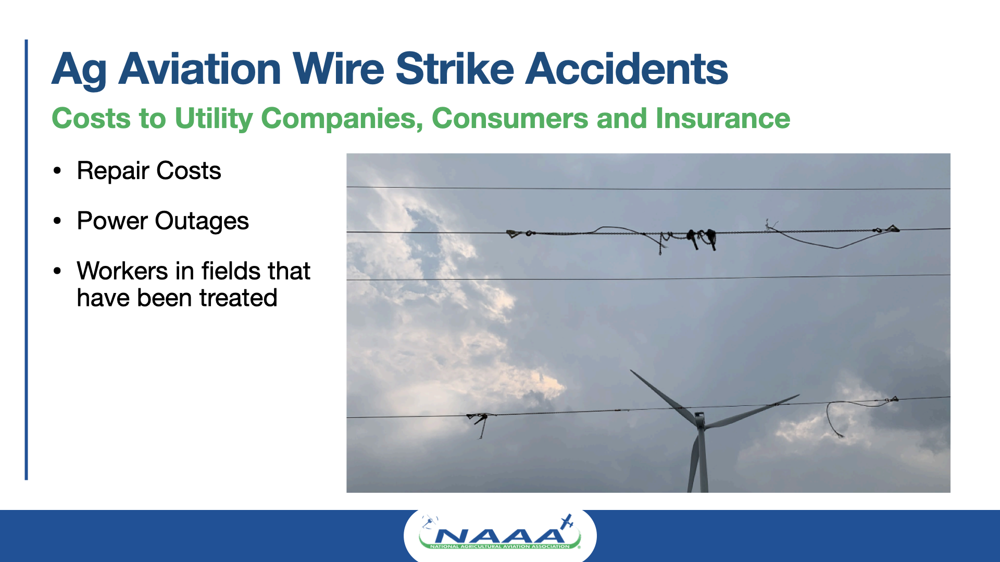 Ag Aviation Wire Strike Accidents
Costs to Utility Companies, Consumers and Insurance
• Repair Costs
• Power Outages
• Workers in fields that
have been treated
NAAA
NATIONAL AGRICULTURAL AVIATION ASSOCIATION